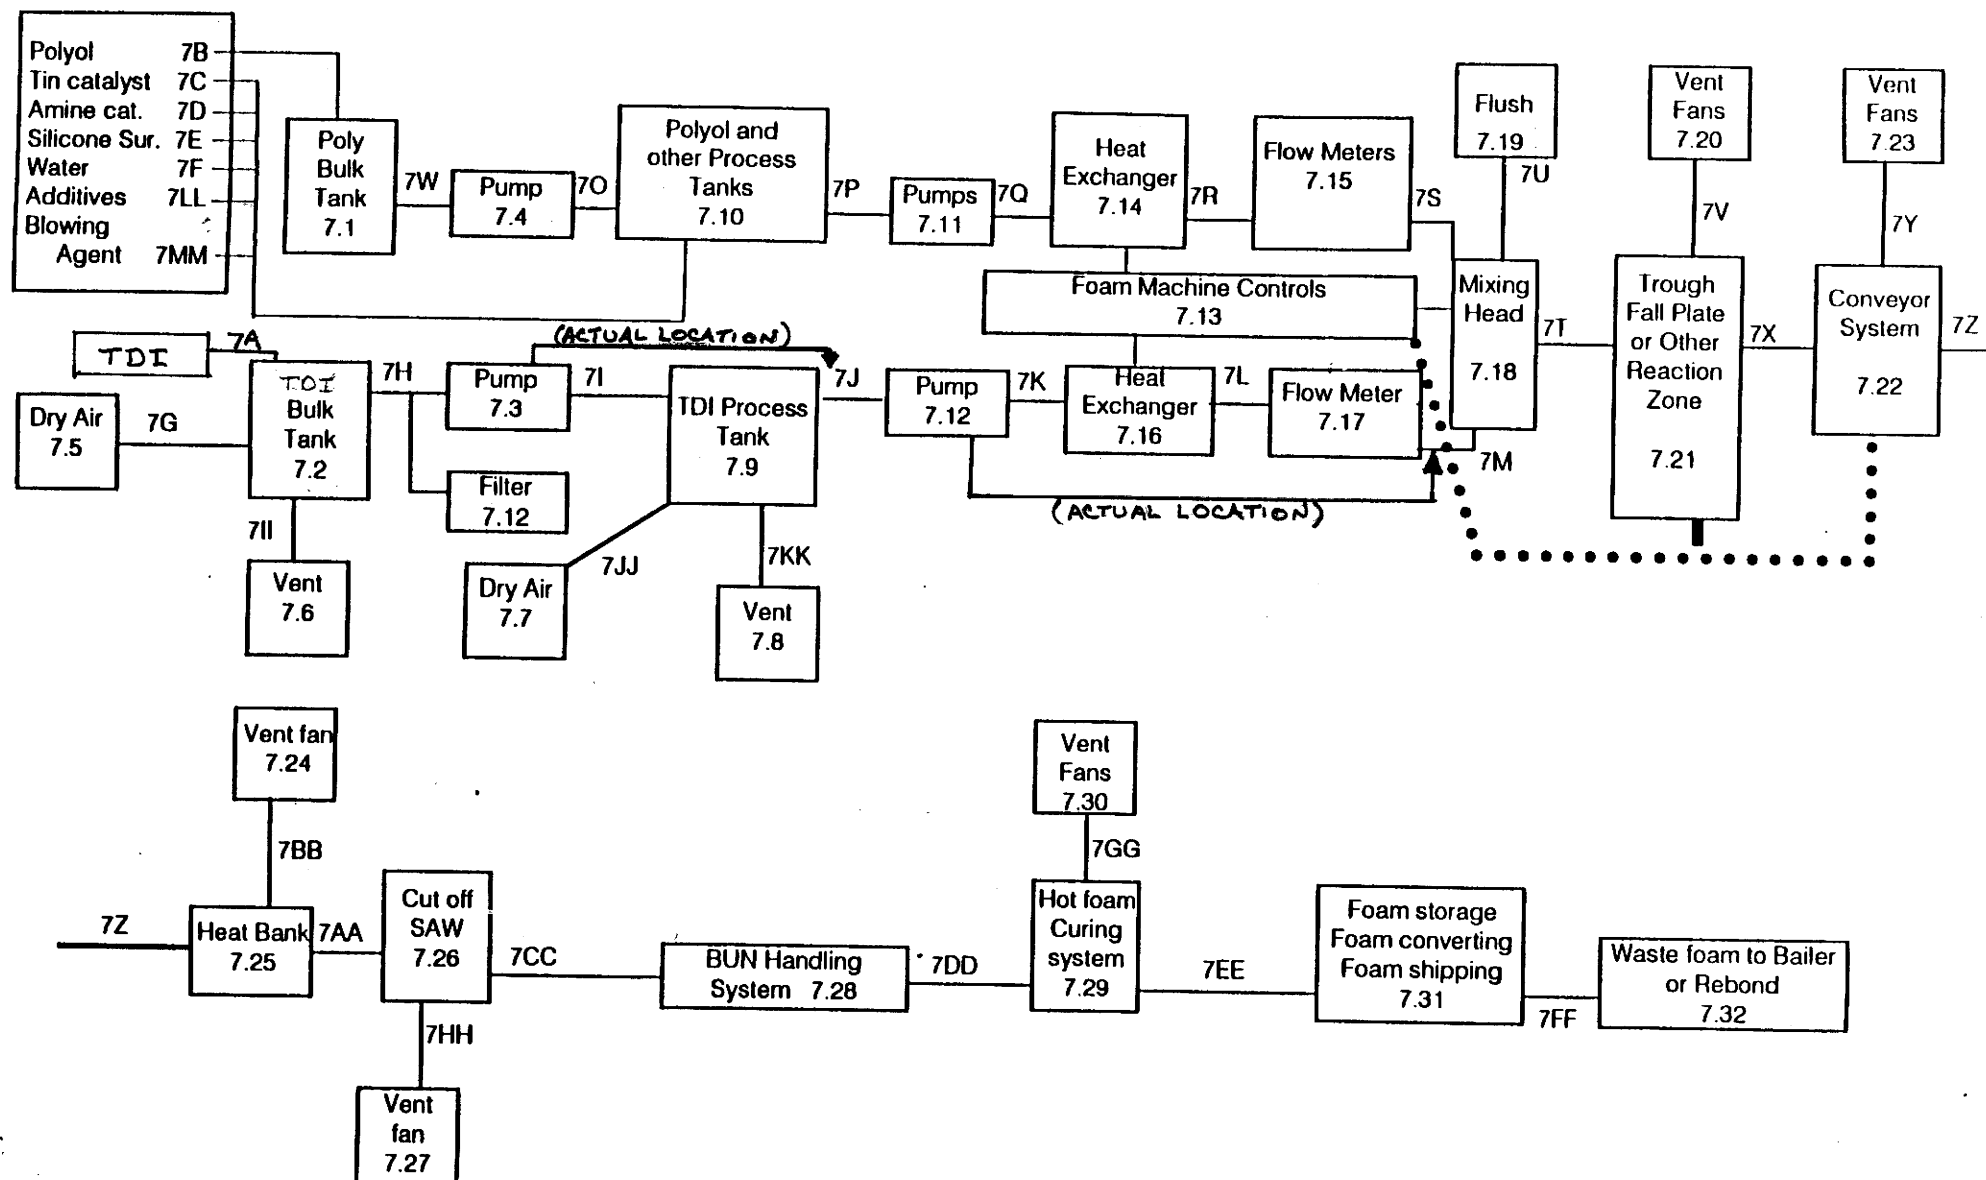 Polyol 7B
Tin catalyst 7C
Amine cat. 7D
Silicone Sur. 7E
Water 7F
Additives 7LL
Blowing
Agent 7MM
Poly
Bulk
Tank
7.1
7W
Pump
7.4
7O
Polyol and
other Process
Tanks
7.10
7P
Pumps
7.11
7Q
Heat
Exchanger
7.14
7R
Flow Meters
7.15
7S
Flush
7.19
7U
Vent
Fans
7.20
7V
Vent
Fans
7.23
7Y
Foam Machine Controls
7.13
Mixing
Head
7.18
7T
Trough
Fall Plate
or Other
Reaction
Zone
7.21
7X
Conveyor
System
7.22
7Z
TDI
7A
(ACTUAL LOCATION)
Dry Air
7.5
7G
TDI
Bulk
Tank
7.2
7H
Pump
7.3
7I
TDI Process
Tank
7.9
7J
Pump
7.12
7K
Heat
Exchanger
7.16
7L
Flow Meter
7.17
7M
(ACTUAL LOCATION)
Filter
7.12
7II
Vent
7.6
Dry Air
7.7
7JJ
7KK
Vent
7.8
Vent fan
7.24
7BB
7Z
Heat Bank
7.25
7AA
Cut off
SAW
7.26
7CC
7HH
Vent
fan
7.27
BUN Handling
System 7.28
7DD
Vent
Fans
7.30
7GG
Hot foam
Curing
system
7.29
7EE
Foam storage
Foam converting
Foam shipping
7.31
7FF
Waste foam to Bailer
or Rebond
7.32